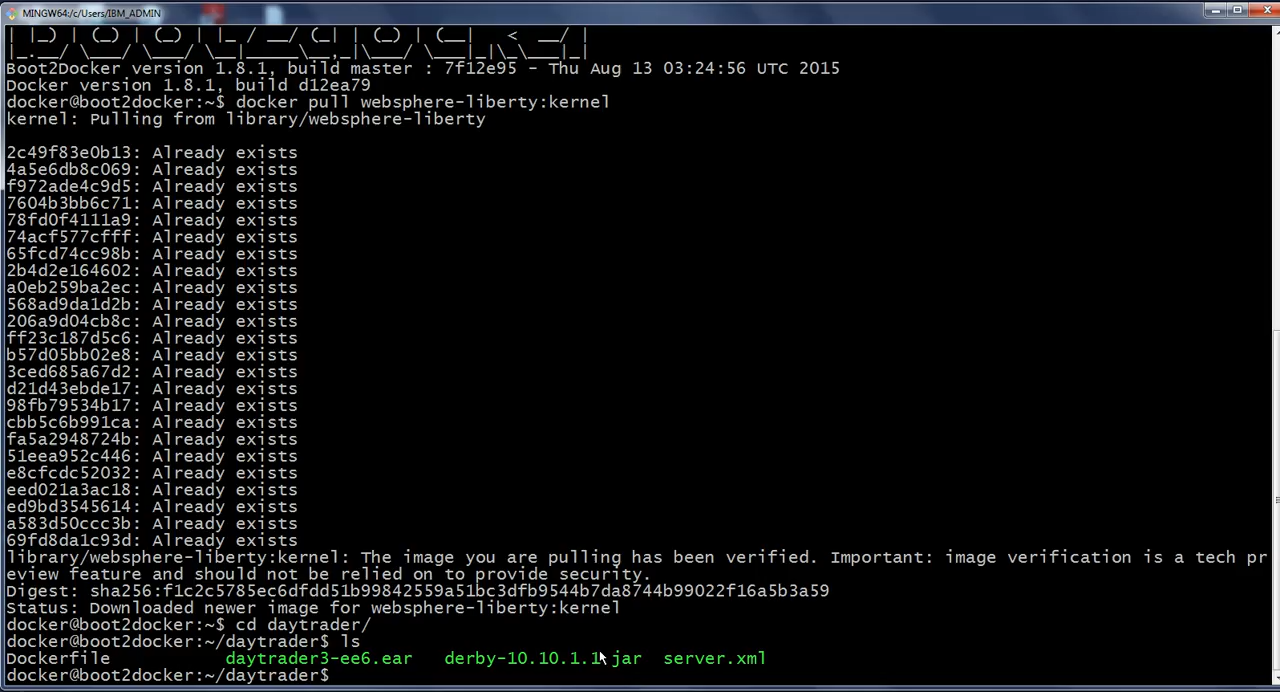 MINGW64:/c/Users/IBM_ADMIN
Boot2Docker version 1.8.1, build master : 7f12e95 - Thu Aug 13 03:24:56 UTC 2015
Docker version 1.8.1, build d12ea79
docker@boot2docker:~$ docker pull websphere-liberty:kernel
kernel: Pulling from library/websphere-liberty
2c49f83e0b13: Already exists
4a5e6db8c069: Already exists
f972ade4c9d5: Already exists
7604b3bb6c71: Already exists
78fd0f4111a9: Already exists
74acf577cfff: Already exists
65fcd74cc98b: Already exists
2b4d2e164602: Already exists
a0eb259ba2ec: Already exists
568ad9da1d2b: Already exists
206a9d04cb8c: Already exists
ff23c187d5c6: Already exists
b57d05bb02e8: Already exists
3ced685a67d2: Already exists
d21d43ebde17: Already exists
98fb79534b17: Already exists
cbb5c6b991ca: Already exists
fa5a2948724b: Already exists
51eea952c446: Already exists
e8cfcdc52032: Already exists
eed021a3ac18: Already exists
ed9bd3545614: Already exists
a583d50ccc3b: Already exists
69fd8da1c93d: Already exists
library/websphere-liberty:kernel: The image you are pulling has been verified. Important: image verification is a tech pr
eview feature and should not be relied on to provide security.
Digest: sha256:f1c2c5785ec6dfdd51b99842559a51bc3dfb9544b7da8744b99022f16a5b3a59
Status: Downloaded newer image for websphere-liberty:kernel
docker@boot2docker:~$ cd daytrader/
docker@boot2docker:~/daytrader$ ls
Dockerfile daytrader3-ee6.ear derby-10.10.1.1.jar server.xml
docker@boot2docker:~/daytrader$